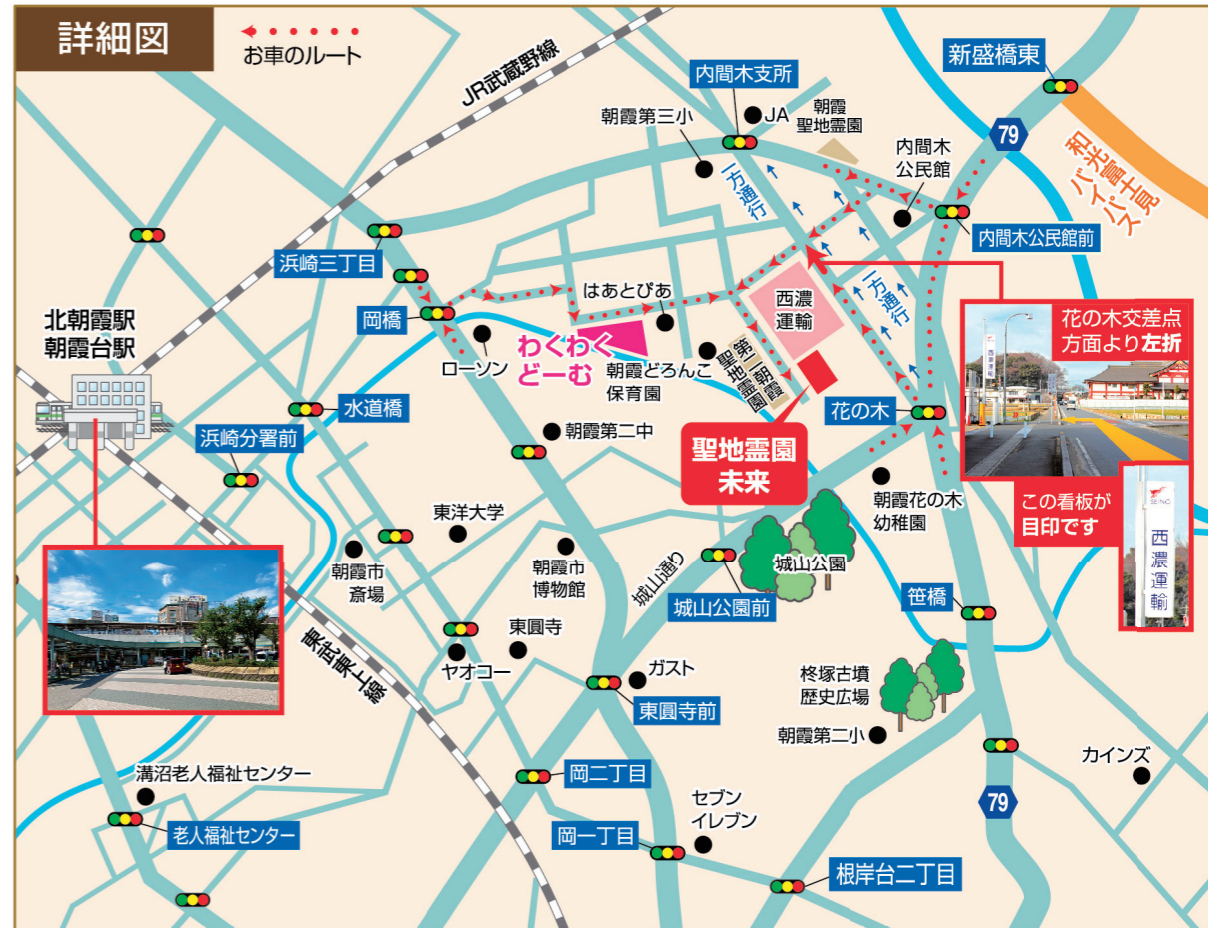 詳細図
お車のルート
JR武蔵野線
内間木支所
新盛橋東
JA
朝霞
聖地霊園
朝霞第三小
79
内間木
公民館
和光富士見
バイパス
一方通行
内間木公民館前
浜崎三丁目
一方通行
岡橋
はあとぴあ
西濃
運輸
北朝霞駅
朝霞台駅
ローソン
わくわく
どーむ
朝霞どろんこ
保育園
第二朝霞
聖地霊園
花の木交差点
方面より左折
水道橋
花の木
浜崎分署前
朝霞第二中
聖地霊園
未来
朝霞花の木
幼稚園
この看板が
目印です
SEINO
西濃運輸
西濃運輸
東洋大学
朝霞市
斎場
朝霞市
博物館
城山通り
城山公園
城山公園前
笹橋
東武東上線
ヤオコー
東圓寺
ガスト
東圓寺前
柊塚古墳
歴史広場
朝霞第二小
カインズ
溝沼老人福祉センター
岡二丁目
79
老人福祉センター
セブン
イレブン
岡一丁目
根岸台二丁目